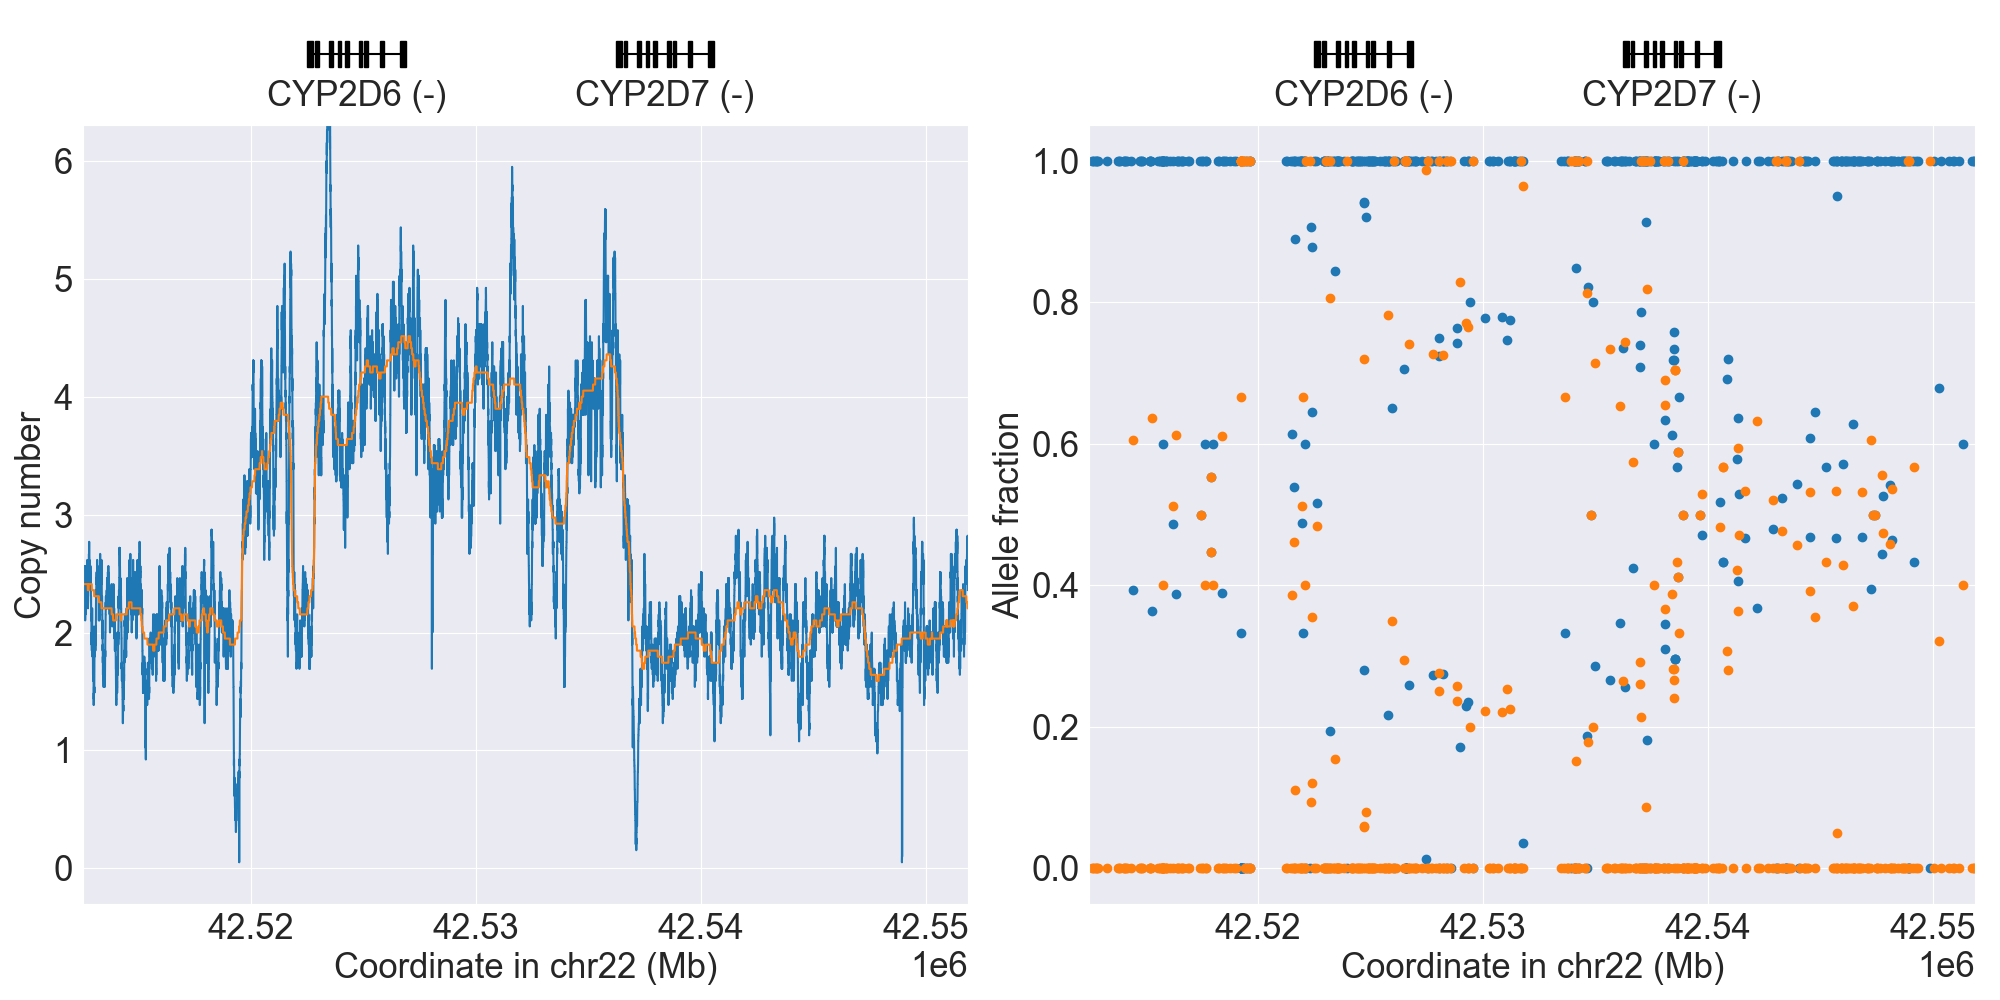 CYP2D6 (-)
CYP2D7 (-)
6
5
4
3
2
1
0
Copy number
42.52
42.53
42.54
42.55
Coordinate in chr22 (Mb)
1e6
CYP2D6 (-)
CYP2D7 (-)
1.0
0.8
0.6
0.4
0.2
0.0
Allele fraction
42.52
42.53
42.54
42.55
Coordinate in chr22 (Mb)
1e6